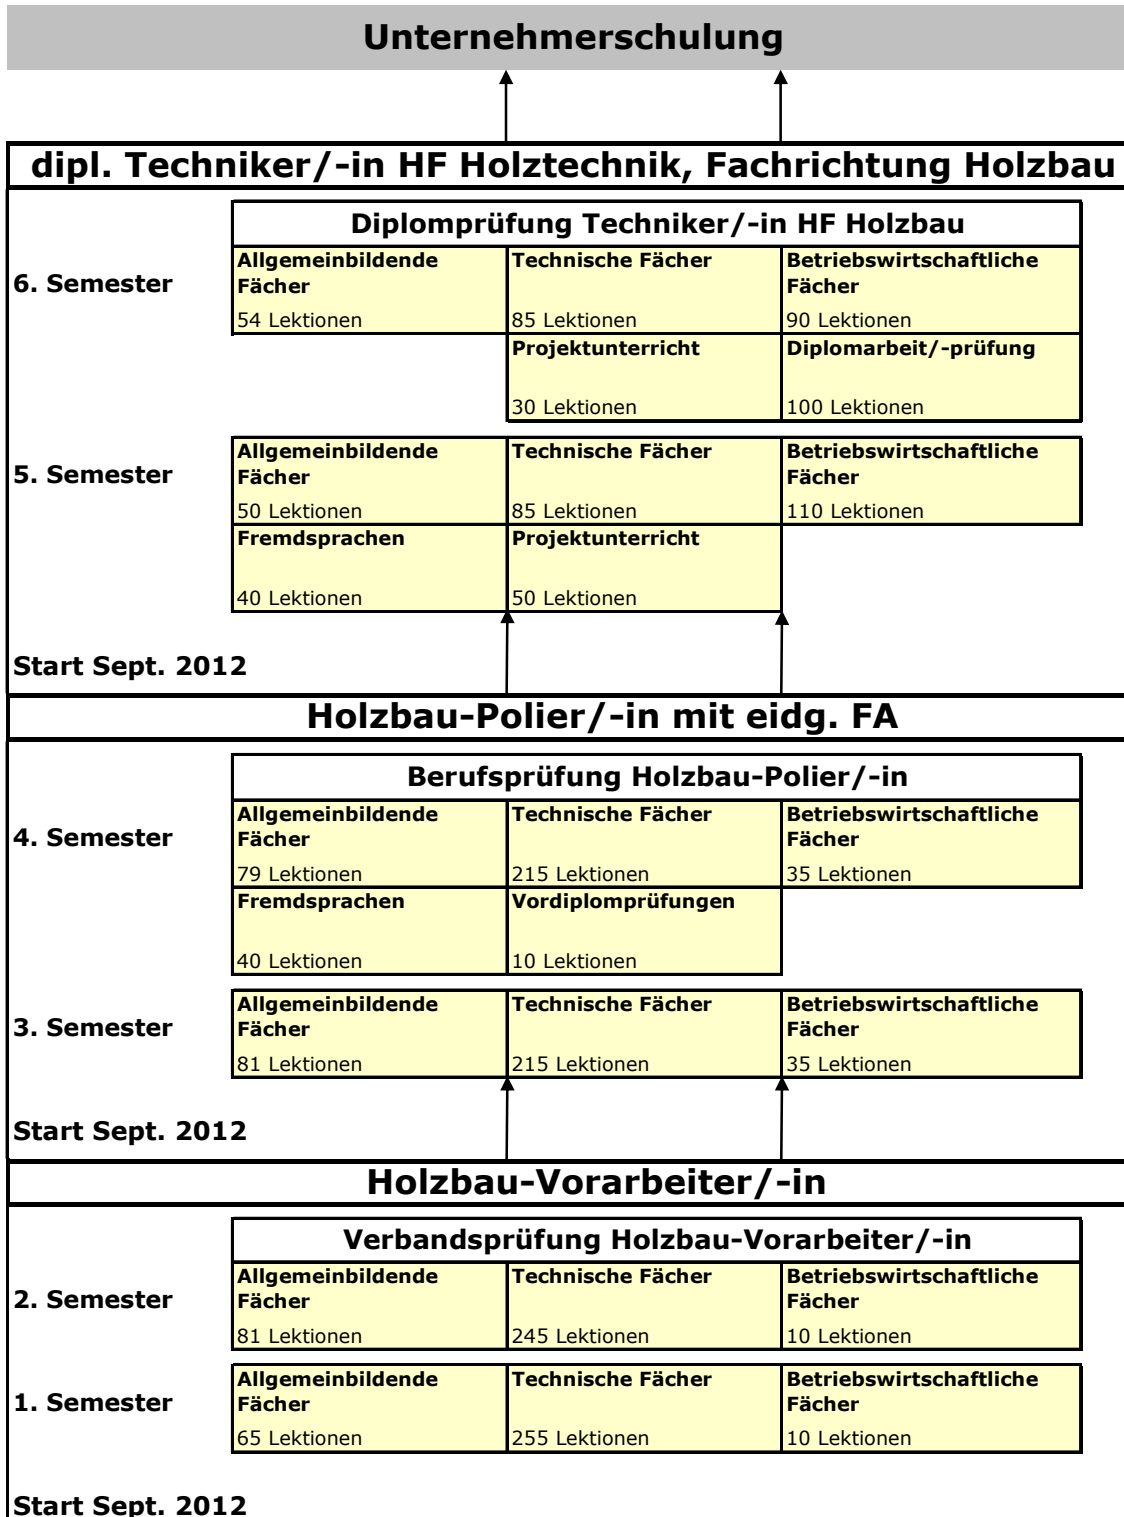 Unternehmerschulung
dipl. Techniker/-in HF Holztechnik, Fachrichtung Holzbau
Diplomprüfung Techniker/-in HF Holzbau
6. Semester
Allgemeinbildende
Fächer
54 Lektionen
Technische Fächer
85 Lektionen
Betriebswirtschaftliche
Fächer
90 Lektionen
Projektunterricht
30 Lektionen
Diplomarbeit/-prüfung
100 Lektionen
5. Semester
Allgemeinbildende
Fächer
50 Lektionen
Technische Fächer
85 Lektionen
Betriebswirtschaftliche
Fächer
110 Lektionen
Fremdsprachen
40 Lektionen
Projektunterricht
50 Lektionen
Start Sept. 2012
Holzbau-Polier/-in mit eidg. FA
Berufsprüfung Holzbau-Polier/-in
4. Semester
Allgemeinbildende
Fächer
79 Lektionen
Technische Fächer
215 Lektionen
Betriebswirtschaftliche
Fächer
35 Lektionen
Fremdsprachen
40 Lektionen
Vordiplomprüfungen
10 Lektionen
3. Semester
Allgemeinbildende
Fächer
81 Lektionen
Technische Fächer
215 Lektionen
Betriebswirtschaftliche
Fächer
35 Lektionen
Start Sept. 2012
Holzbau-Vorarbeiter/-in
Verbandsprüfung Holzbau-Vorarbeiter/-in
2. Semester
Allgemeinbildende
Fächer
81 Lektionen
Technische Fächer
245 Lektionen
Betriebswirtschaftliche
Fächer
10 Lektionen
1. Semester
Allgemeinbildende
Fächer
65 Lektionen
Technische Fächer
255 Lektionen
Betriebswirtschaftliche
Fächer
10 Lektionen
Start Sept. 2012